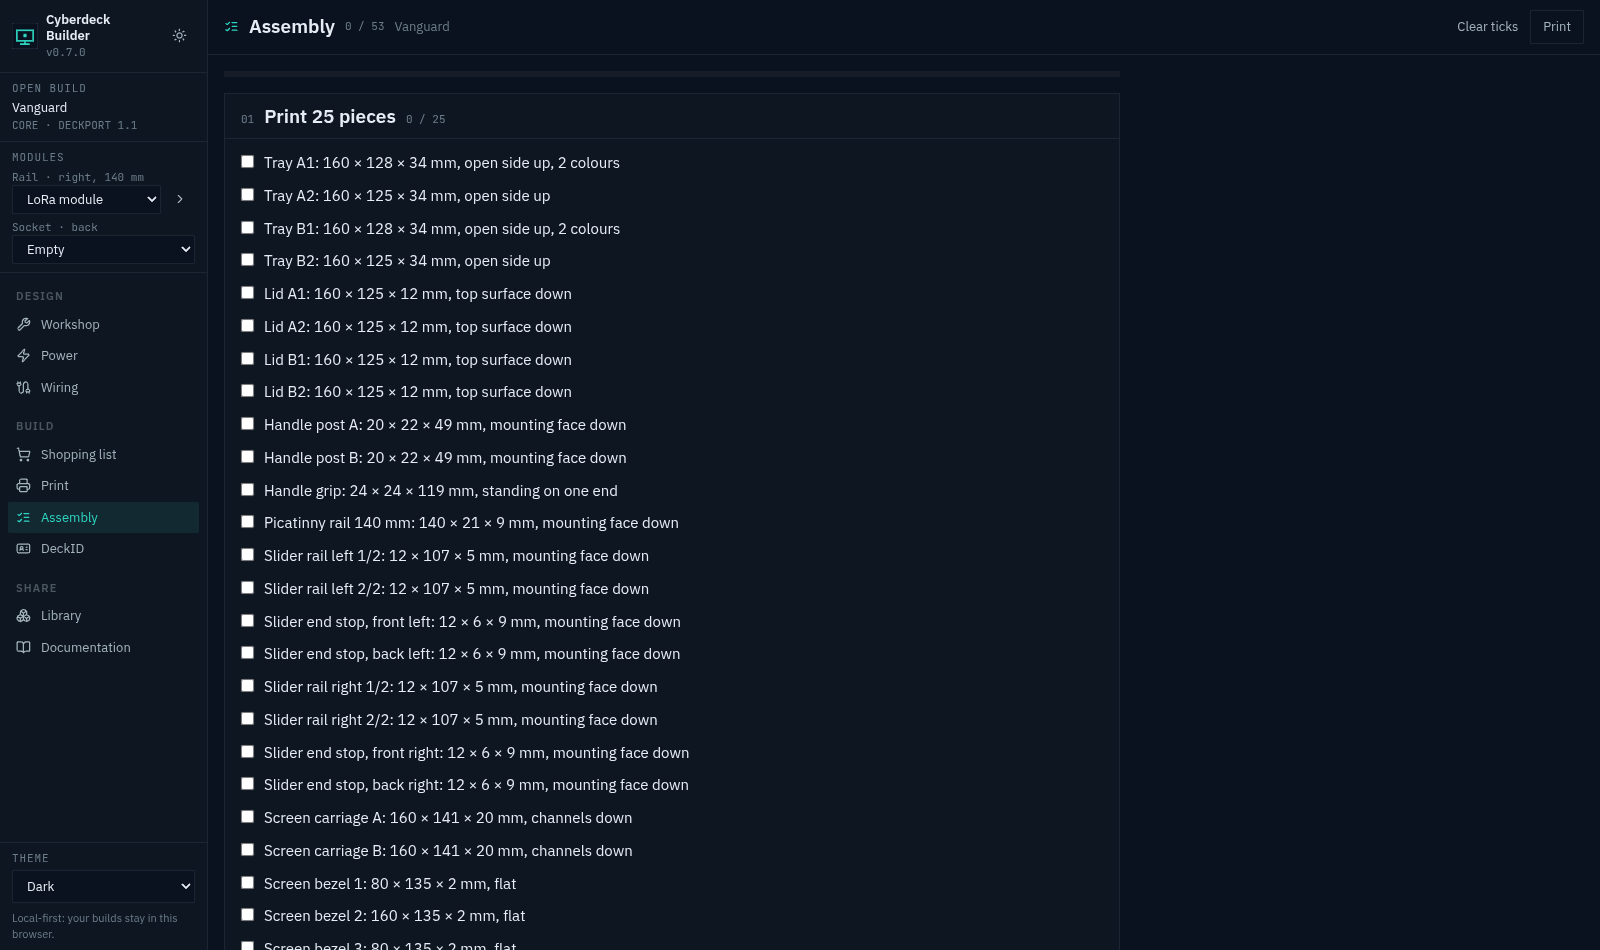 Cyberdeck
Builder
v0.7.0
OPEN BUILD
Vanguard
CORE · DECKPORT 1.1
MODULES
Rail · right, 140 mm
LoRa module
Socket · back
Empty
DESIGN
Workshop
Power
Wiring
BUILD
Shopping list
Print
Assembly
DeckID
SHARE
Library
Documentation
THEME
Dark
Local-first: your builds stay in this
browser.
Assembly 0 / 53 Vanguard
Clear ticks Print
01 Print 25 pieces 0 / 25
Tray A1: 160 × 128 × 34 mm, open side up, 2 colours
Tray A2: 160 × 125 × 34 mm, open side up
Tray B1: 160 × 128 × 34 mm, open side up, 2 colours
Tray B2: 160 × 125 × 34 mm, open side up
Lid A1: 160 × 125 × 12 mm, top surface down
Lid A2: 160 × 125 × 12 mm, top surface down
Lid B1: 160 × 125 × 12 mm, top surface down
Lid B2: 160 × 125 × 12 mm, top surface down
Handle post A: 20 × 22 × 49 mm, mounting face down
Handle post B: 20 × 22 × 49 mm, mounting face down
Handle grip: 24 × 24 × 119 mm, standing on one end
Picatinny rail 140 mm: 140 × 21 × 9 mm, mounting face down
Slider rail left 1/2: 12 × 107 × 5 mm, mounting face down
Slider rail left 2/2: 12 × 107 × 5 mm, mounting face down
Slider end stop, front left: 12 × 6 × 9 mm, mounting face down
Slider end stop, back left: 12 × 6 × 9 mm, mounting face down
Slider rail right 1/2: 12 × 107 × 5 mm, mounting face down
Slider rail right 2/2: 12 × 107 × 5 mm, mounting face down
Slider end stop, front right: 12 × 6 × 9 mm, mounting face down
Slider end stop, back right: 12 × 6 × 9 mm, mounting face down
Screen carriage A: 160 × 141 × 20 mm, channels down
Screen carriage B: 160 × 141 × 20 mm, channels down
Screen bezel 1: 80 × 135 × 2 mm, flat
Screen bezel 2: 160 × 135 × 2 mm, flat
Screen bezel 3: 80 × 135 × 2 mm, flat